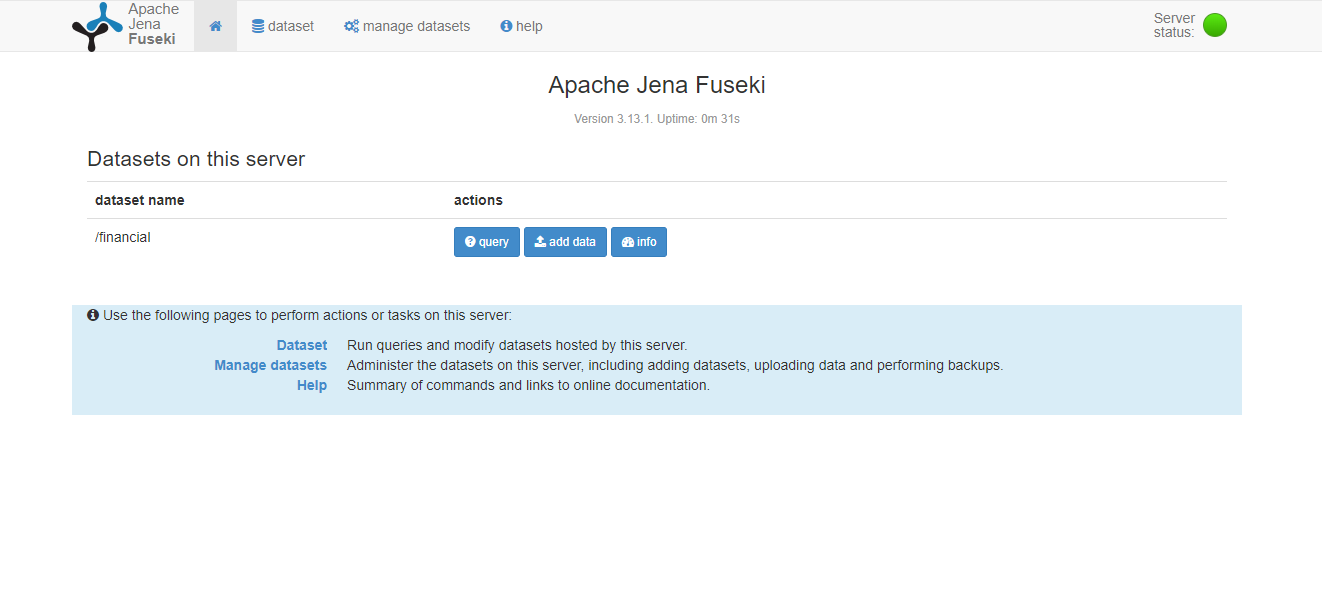 Apache
Jena
Fuseki
dataset
manage datasets
help
Server
status:
Apache Jena Fuseki
Version 3.13.1. Uptime: 0m 31s
Datasets on this server
dataset name actions
/financial query add data info
Use the following pages to perform actions or tasks on this server:
Dataset Run queries and modify datasets hosted by this server.
Manage datasets Administer the datasets on this server, including adding datasets, uploading data and performing backups.
Help Summary of commands and links to online documentation.